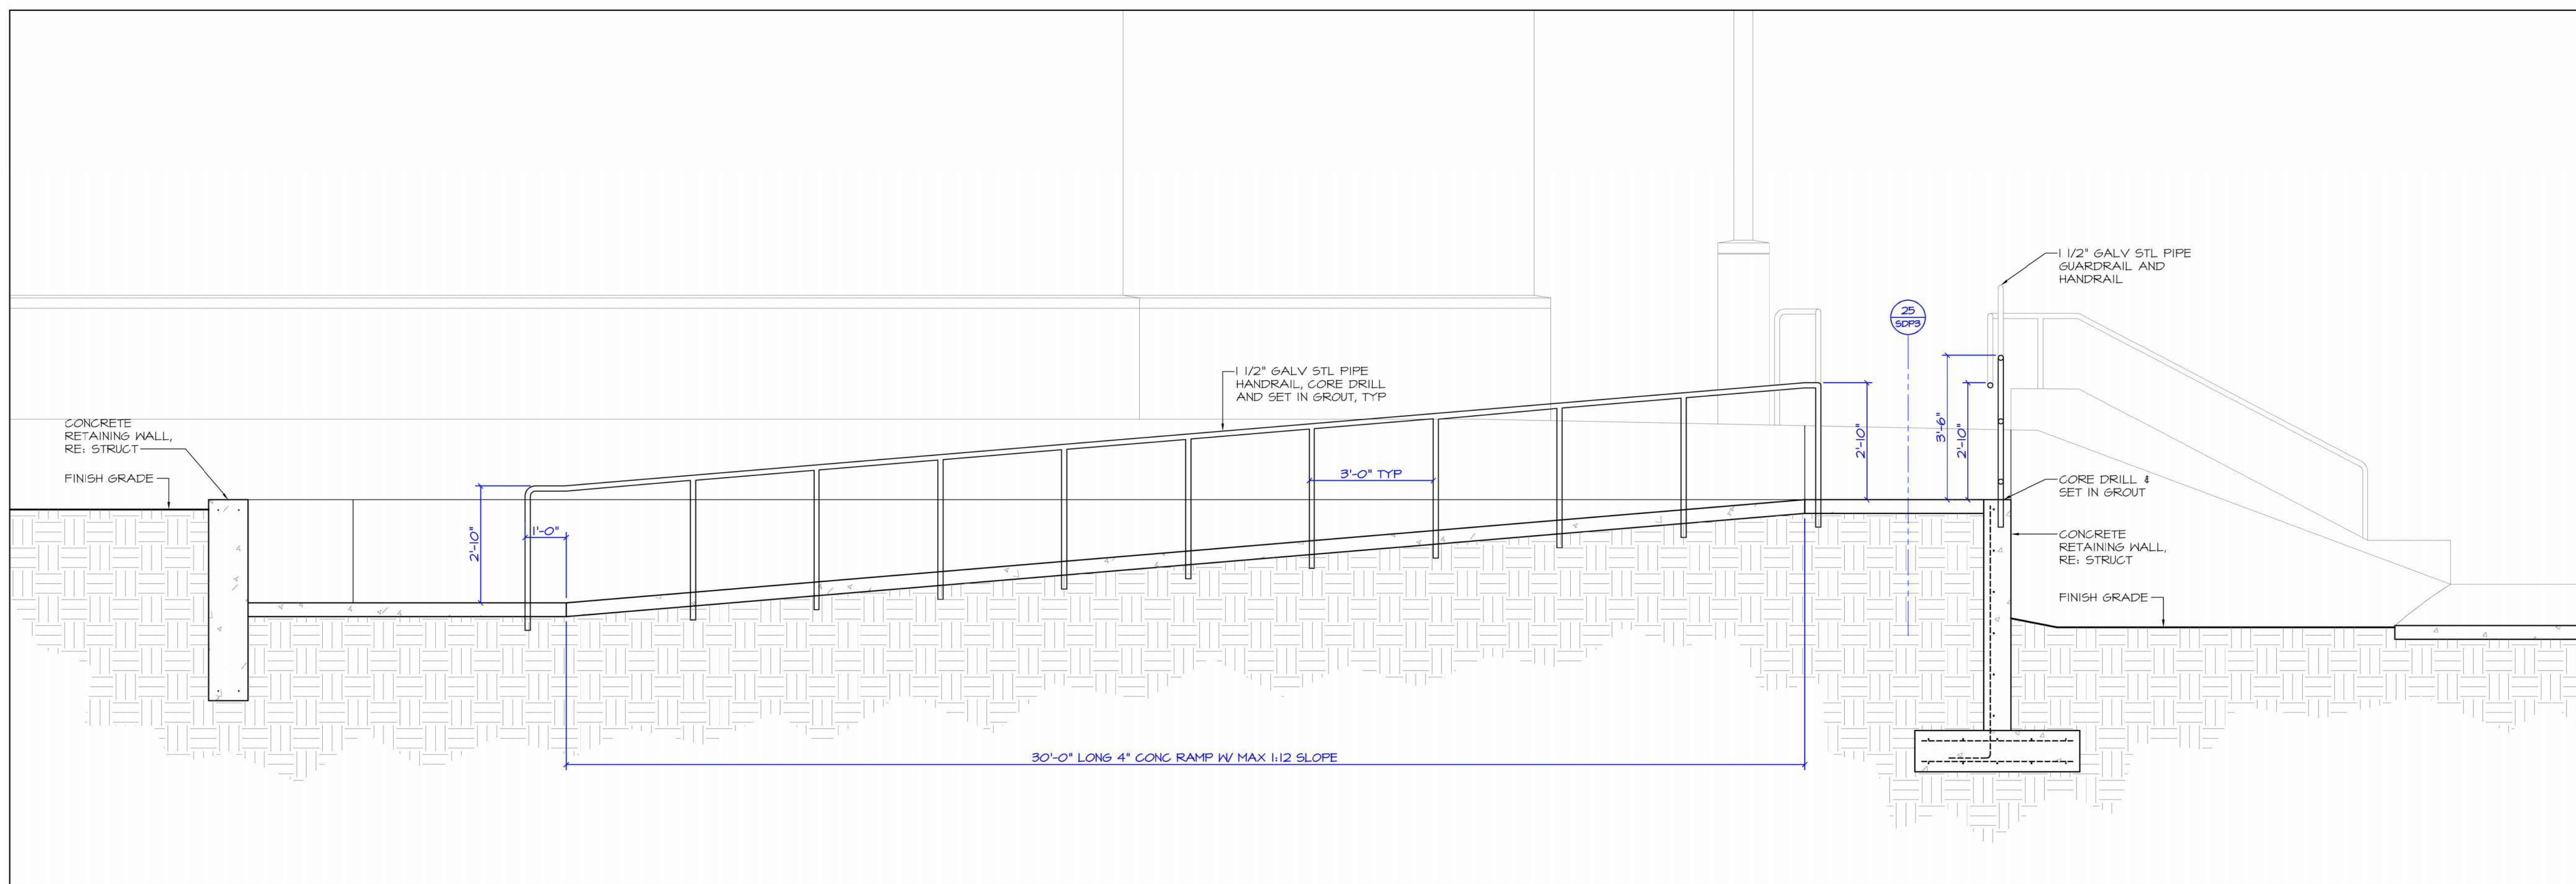 CONCRETE
RETAINING WALL,
RE: STRUCT
FINISH GRADE
2'-10"
1'-0"
1 1/2" GALV STL PIPE
HANDRAIL, CORE DRILL
AND SET IN GROUT, TYP
3'-0" TYP
30'-0" LONG 4" CONC RAMP W/ MAX 1:12 SLOPE
2'-10"
25
SDP3
3'-6"
2'-10"
1 1/2" GALV STL PIPE
GUARDRAIL AND
HANDRAIL
CORE DRILL &
SET IN GROUT
CONCRETE
RETAINING WALL,
RE: STRUCT
FINISH GRADE